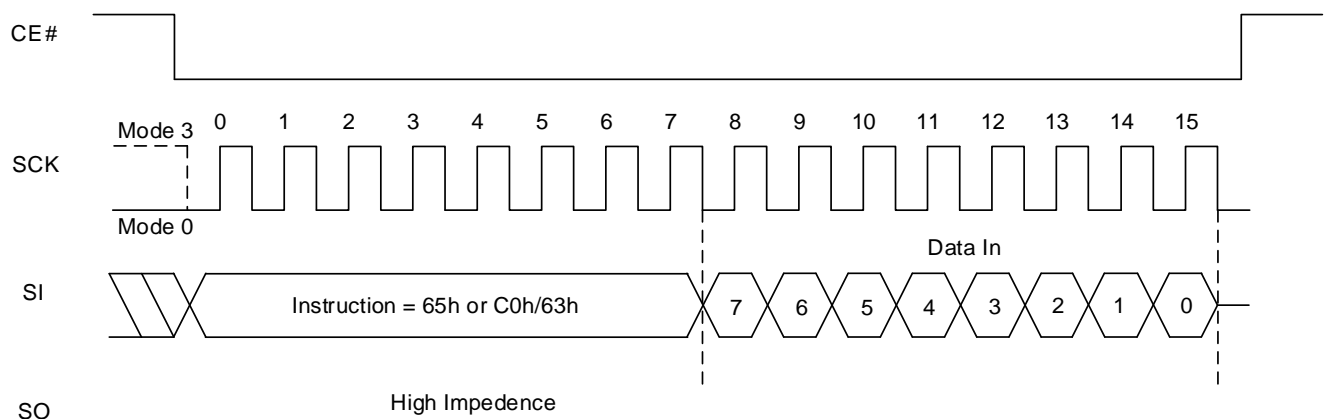 CE#
0 1 2 3 4 5 6 7 8 9 10 11 12 13 14 15
Mode 3
SCK
Mode 0
Data In
SI
Instruction = 65h or C0h/63h
7 6 5 4 3 2 1 0
High Impedence
SO